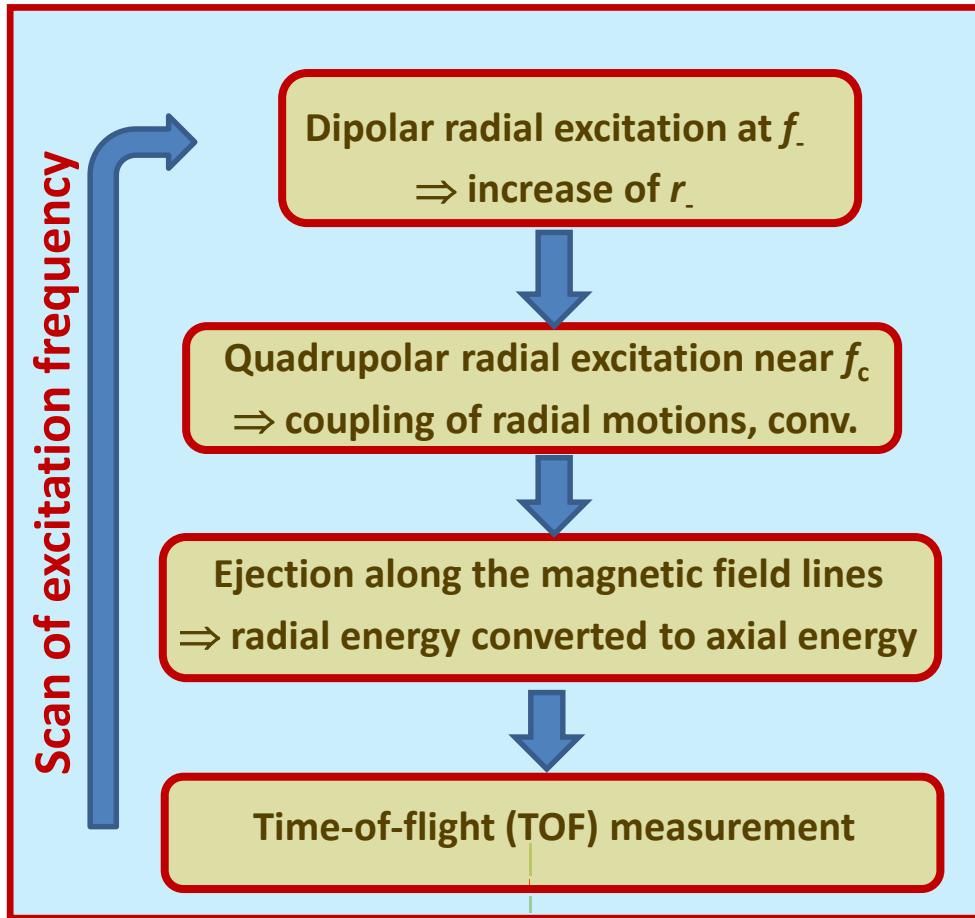 Scan of excitation frequency
Dipolar radial excitation at f₋
⇒ increase of r₋
Quadrupolar radial excitation near f_c
⇒ coupling of radial motions, conv.
Ejection along the magnetic field lines
⇒ radial energy converted to axial energy
Time-of-flight (TOF) measurement